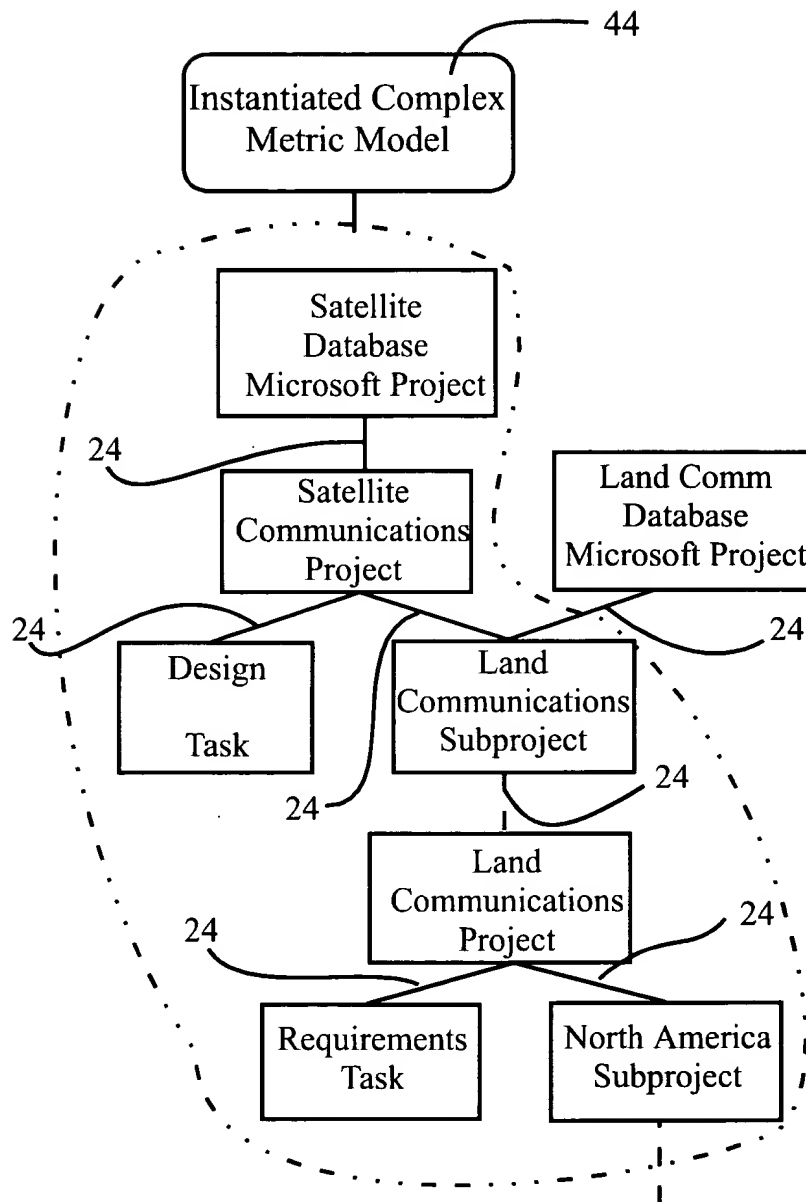 44
Instantiated Complex
Metric Model
Satellite
Database
Microsoft Project
24
Satellite
Communications
Project
Land Comm
Database
Microsoft Project
24
24
Design
Task
24
Land
Communications
Subproject
24
Land
Communications
Project
24
24
Requirements
Task
North America
Subproject